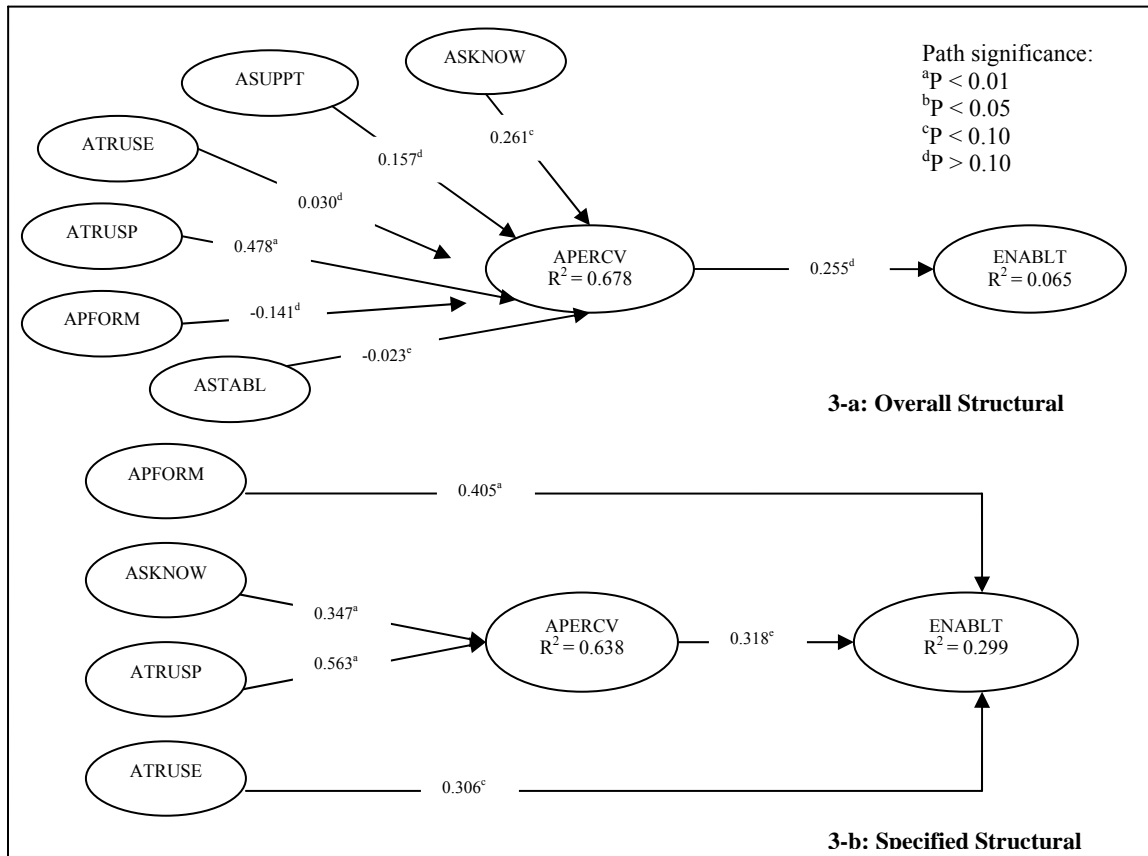 ASKNOW
ASUPPT
Path significance:
ᵃP < 0.01
ᵇP < 0.05
ᶜP < 0.10
ᵈP > 0.10
ATRUSE
0.261ᶜ
0.157ᵈ
0.030ᵈ
ATRUSP
0.478ᵃ
APERCV
R² = 0.678
0.255ᵈ
ENABLT
R² = 0.065
APFORM
-0.141ᵈ
-0.023ᵉ
ASTABL
3-a: Overall Structural
APFORM
0.405ᵃ
ASKNOW
0.347ᵃ
APERCV
R² = 0.638
0.318ᵉ
ENABLT
R² = 0.299
ATRUSP
0.563ᵃ
ATRUSE
0.306ᶜ
3-b: Specified Structural